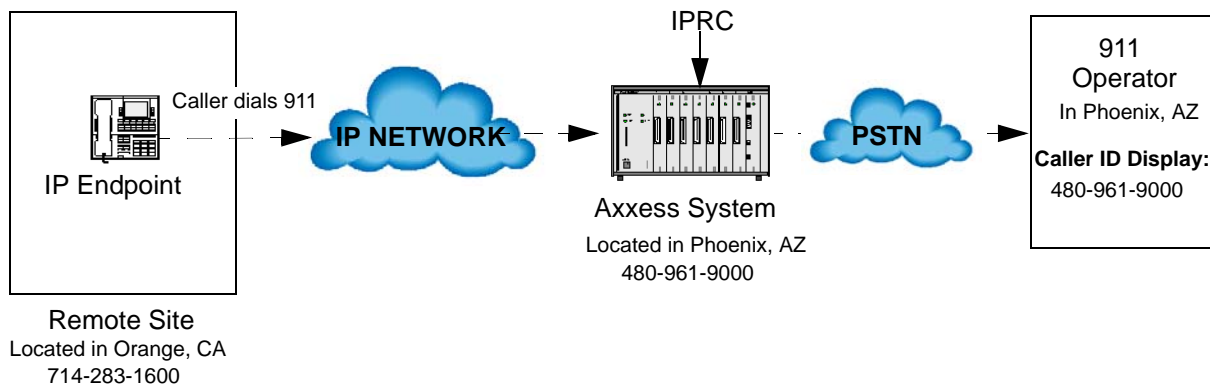 IPRC
911
Operator
In Phoenix, AZ
Caller ID Display:
480-961-9000
Caller dials 911
IP NETWORK
PSTN
IP Endpoint
Axxess System
Located in Phoenix, AZ
480-961-9000
Remote Site
Located in Orange, CA
714-283-1600